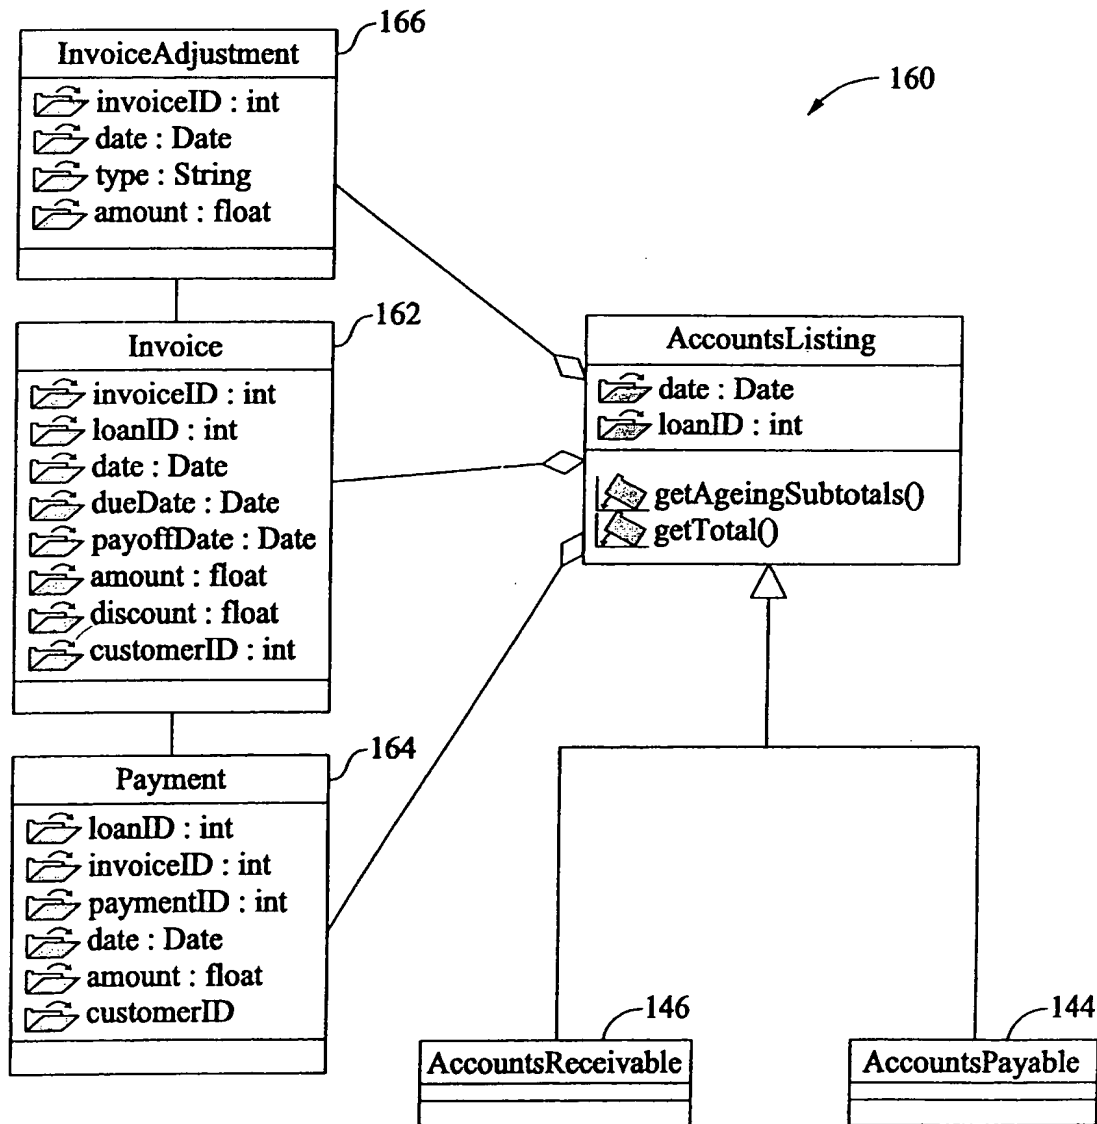 166
InvoiceAdjustment
invoiceID : int
date : Date
type : String
amount : float
160
162
Invoice
invoiceID : int
loanID : int
date : Date
dueDate : Date
payoffDate : Date
amount : float
discount : float
customerID : int
AccountsListing
date : Date
loanID : int
getAgeingSubtotals()
getTotal()
164
Payment
loanID : int
invoiceID : int
paymentID : int
date : Date
amount : float
customerID
146
AccountsReceivable
144
AccountsPayable